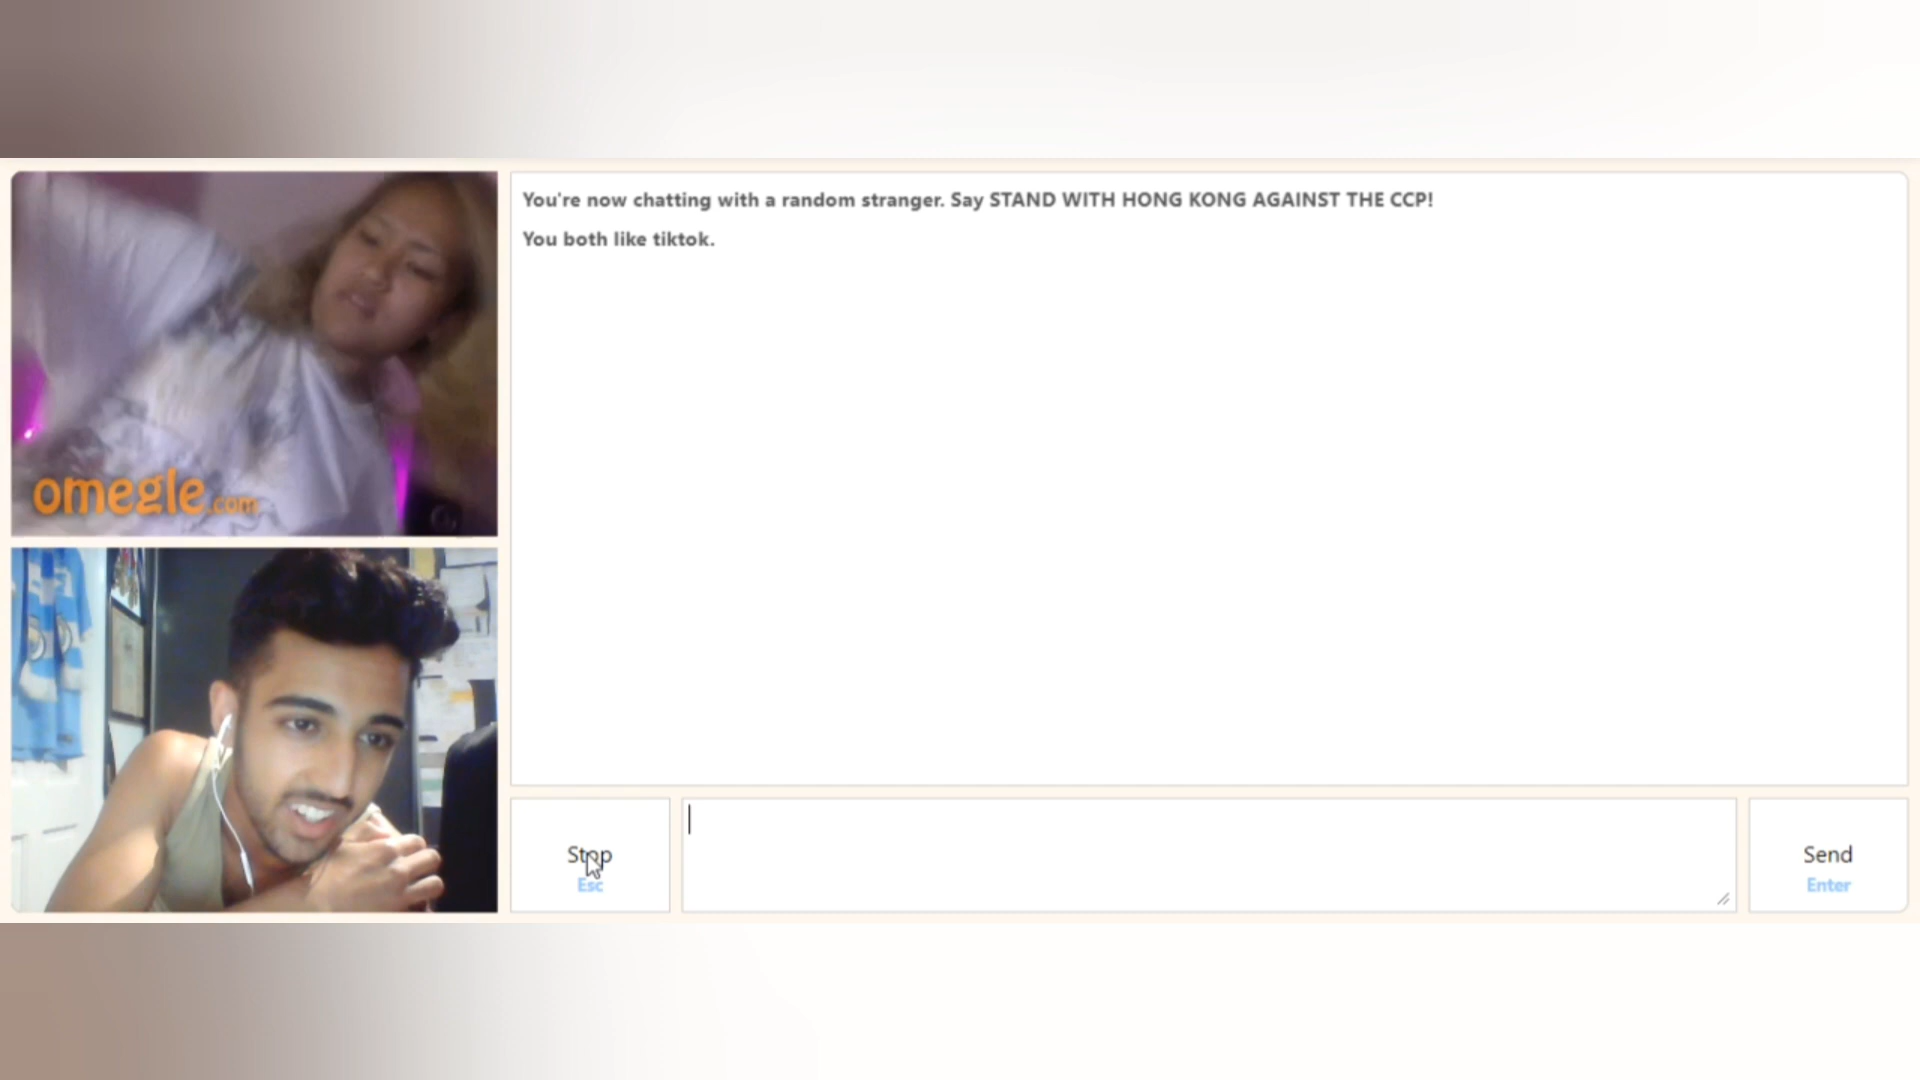 You're now chatting with a random stranger. Say STAND WITH HONG KONG AGAINST THE CCP!
You both like tiktok.
omegle.com
Stop
Esc
Send
Enter